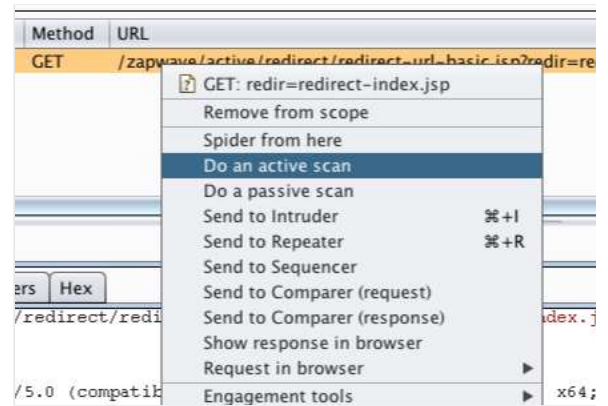 Method URL
GET /zapwave/active/redirect/redirect-url-basic.jsp?redir=re
GET: redir=redirect-index.jsp
Remove from scope
Spider from here
Do an active scan
Do a passive scan
Send to Intruder ⌘+I
Send to Repeater ⌘+R
Send to Sequencer
ers Hex Send to Comparer (request)
/redirect/redi Send to Comparer (response) dex.j
Show response in browser
Request in browser
/5.0 (compatib Engagement tools x64;